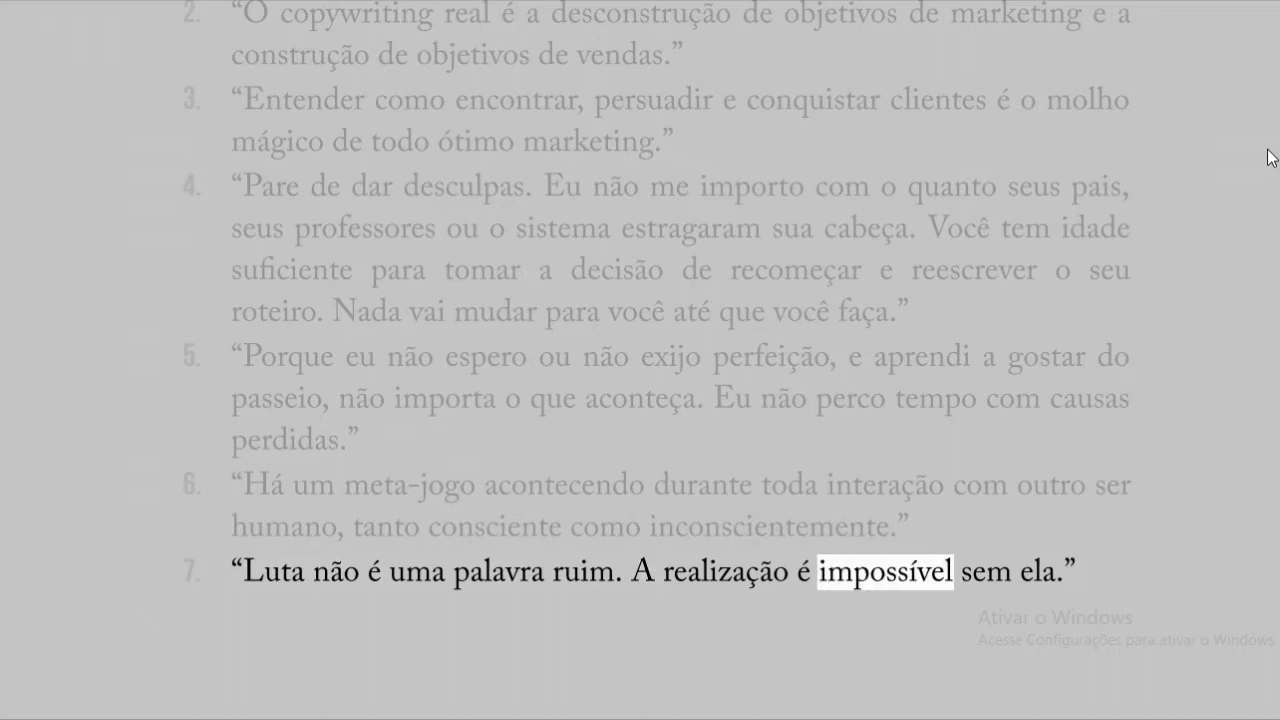 2. “O copywriting real é a desconstrução de objetivos de marketing e a
construção de objetivos de vendas.”
3. “Entender como encontrar, persuadir e conquistar clientes é o molho
mágico de todo ótimo marketing.”
4. “Pare de dar desculpas. Eu não me importo com o quanto seus pais,
seus professores ou o sistema estragaram sua cabeça. Você tem idade
suficiente para tomar a decisão de recomeçar e reescrever o seu
roteiro. Nada vai mudar para você até que você faça.”
5. “Porque eu não espero ou não exijo perfeição, e aprendi a gostar do
passeio, não importa o que aconteça. Eu não perco tempo com causas
perdidas.”
6. “Há um meta-jogo acontecendo durante toda interação com outro ser
humano, tanto consciente como inconscientemente.”
7. “Luta não é uma palavra ruim. A realização é impossível sem ela.”
Ativar o Windows
Acesse Configurações para ativar o Windows.